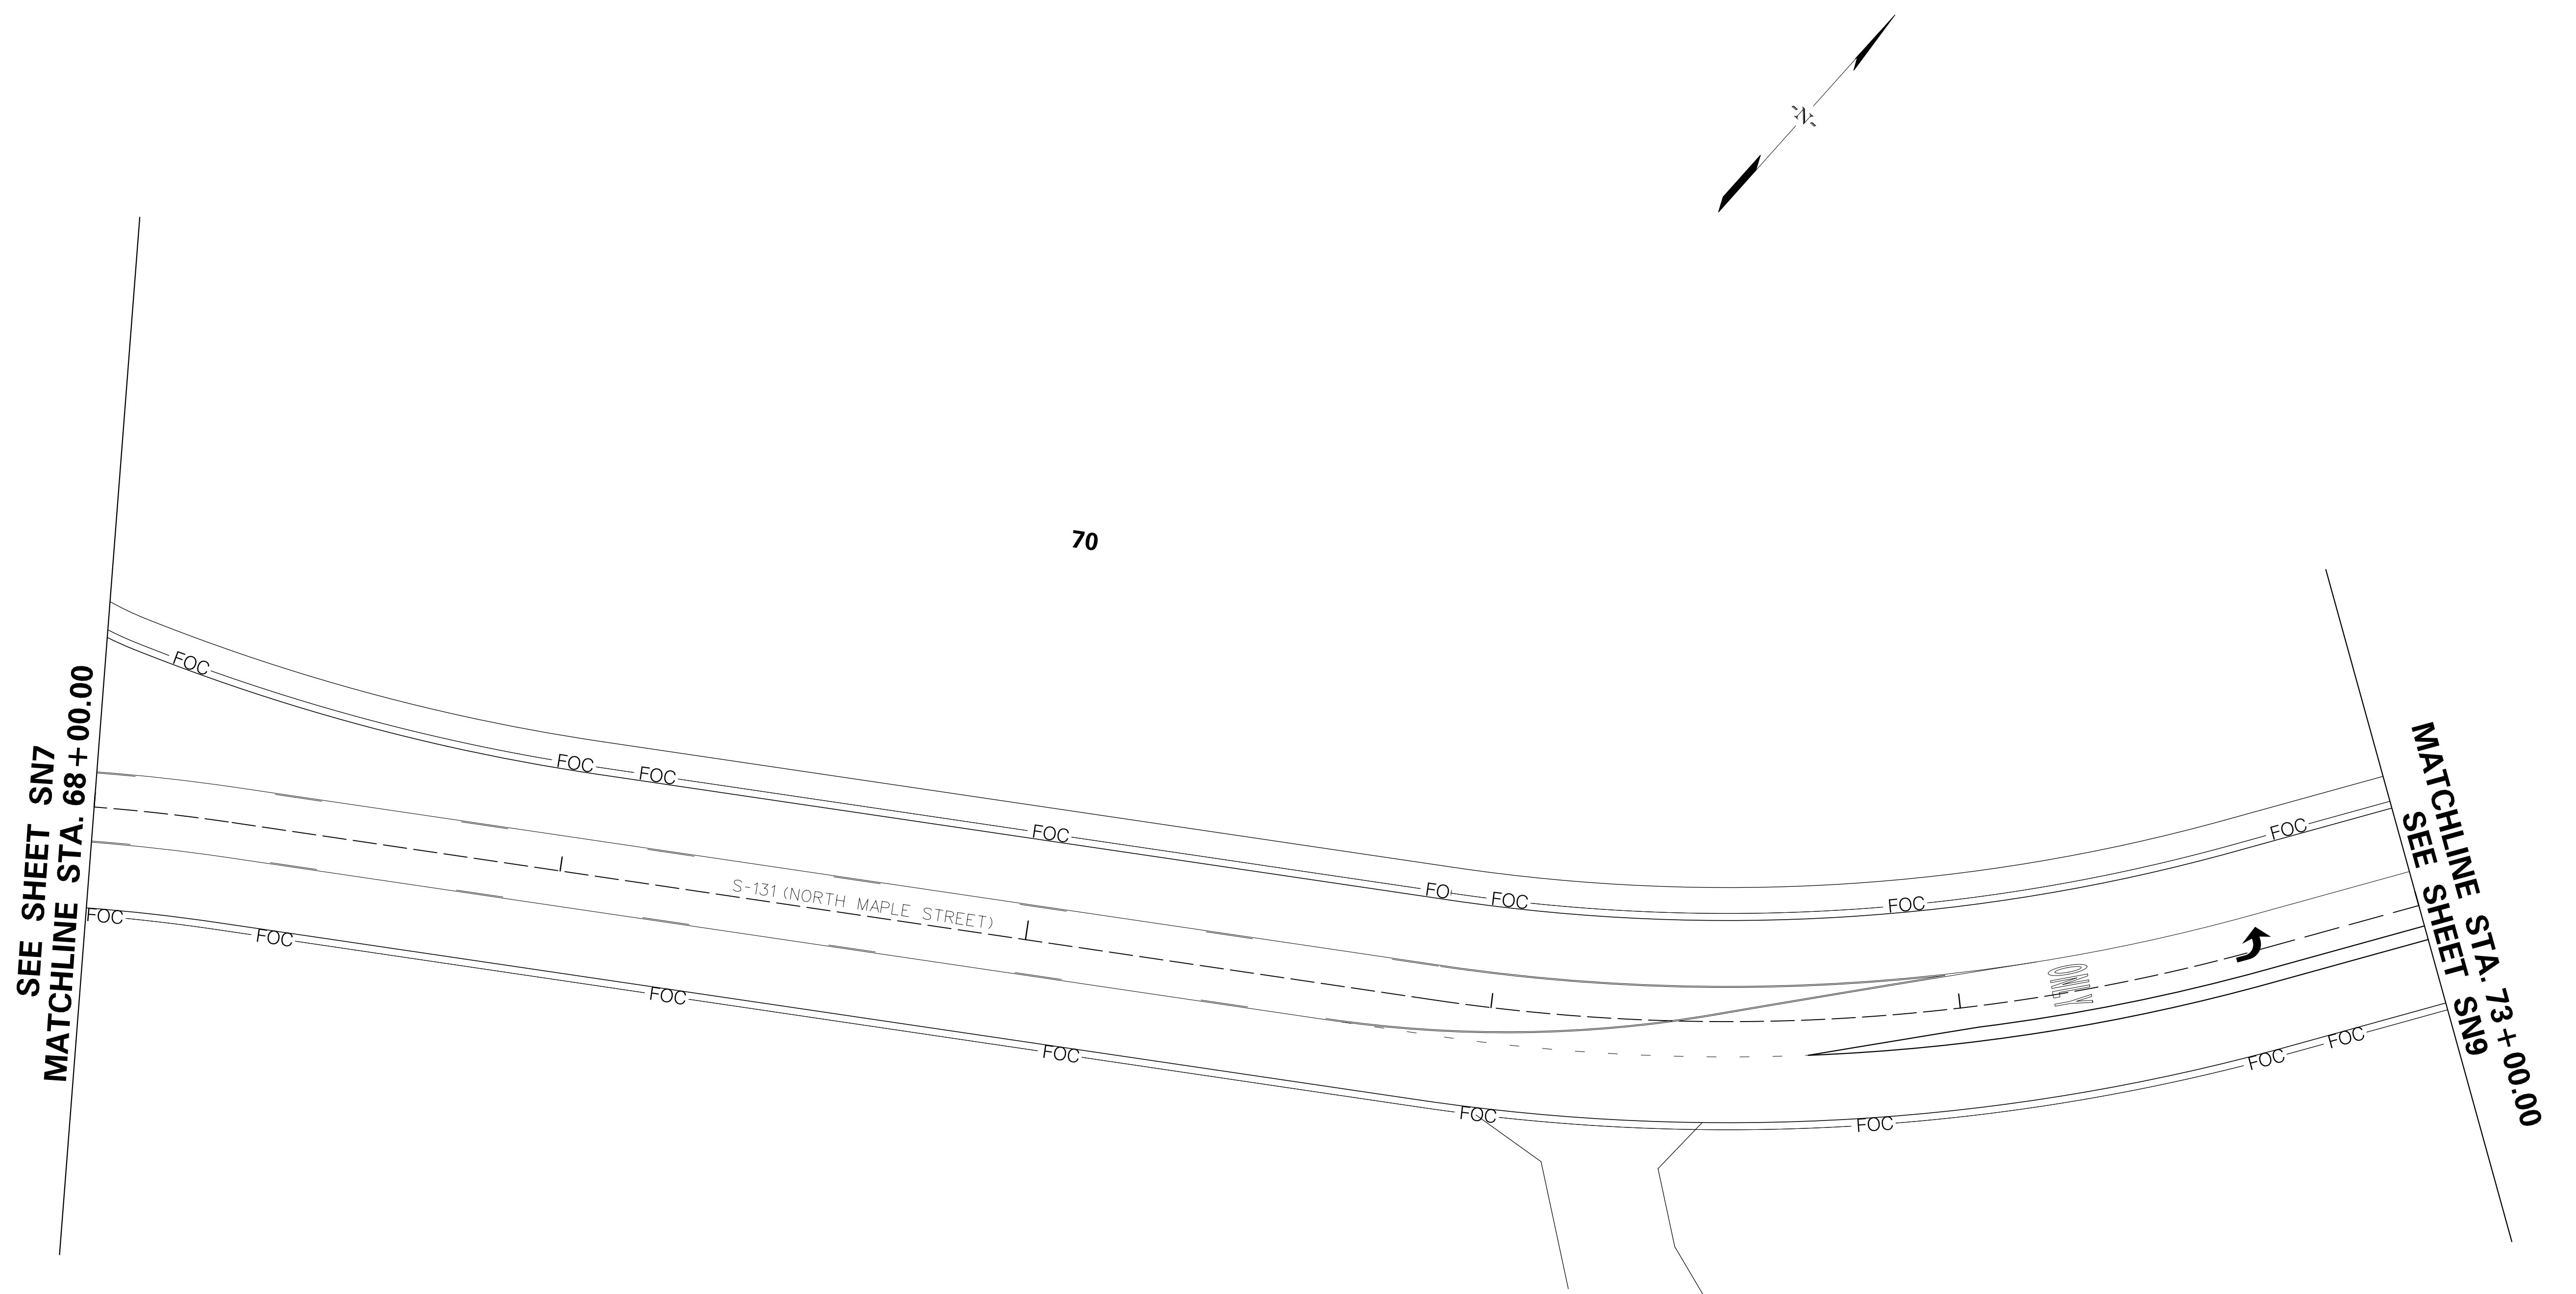 -N-
70
SEE SHEET SN7
MATCHLINE STA. 68+00.00
MATCHLINE STA. 73+00.00
SEE SHEET SN9
FOC
FOC
FOC
FOC
FO
FOC
FOC
FOC
S-131 (NORTH MAPLE STREET)
ONLY
FOC
FOC
FOC
FOC
FOC
FOC
FOC
FOC